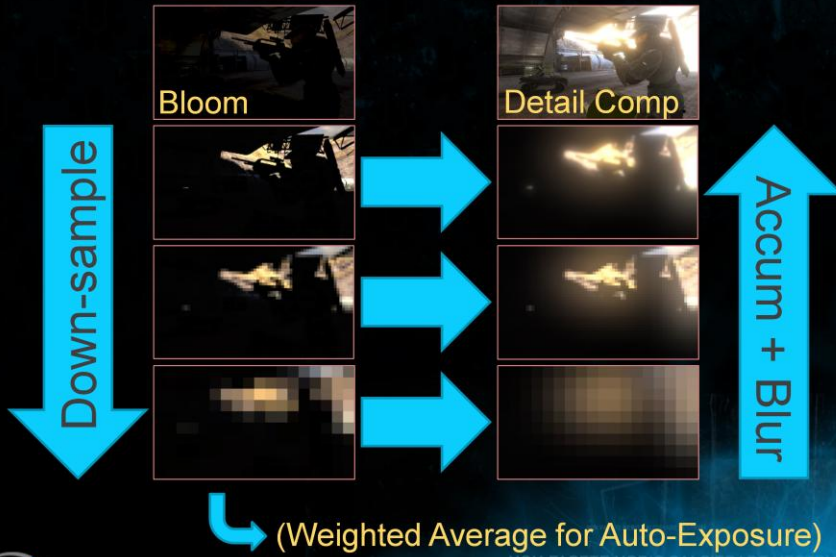 Bloom
Detail Comp
Down-sample
Accum + Blur
(Weighted Average for Auto-Exposure)